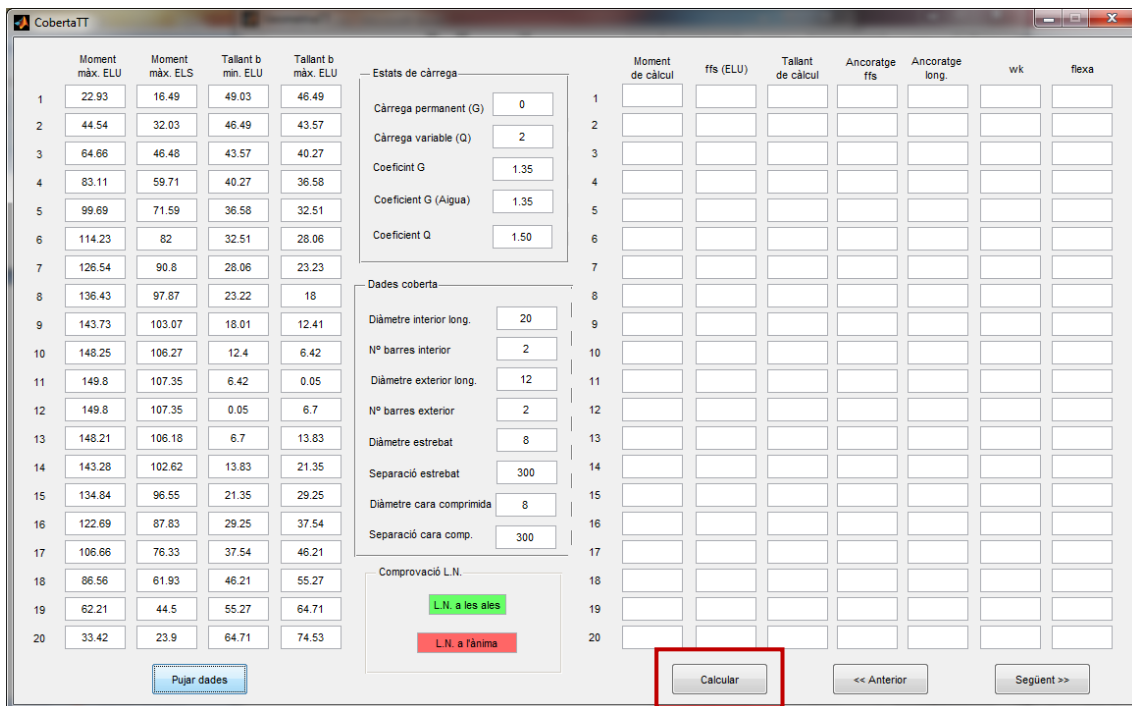 CobertaTT
Moment màx. ELU
Moment màx. ELS
Tallant b min. ELU
Tallant b màx. ELU
1 22.93 16.49 49.03 46.49
2 44.54 32.03 46.49 43.57
3 64.66 46.48 43.57 40.27
4 83.11 59.71 40.27 36.58
5 99.69 71.59 36.58 32.51
6 114.23 82 32.51 28.06
7 126.54 90.8 28.06 23.23
8 136.43 97.87 23.22 18
9 143.73 103.07 18.01 12.41
10 148.25 106.27 12.4 6.42
11 149.8 107.35 6.42 0.05
12 149.8 107.35 0.05 6.7
13 148.21 106.18 6.7 13.83
14 143.28 102.62 13.83 21.35
15 134.84 96.55 21.35 29.25
16 122.69 87.83 29.25 37.54
17 106.66 76.33 37.54 46.21
18 86.56 61.93 46.21 55.27
19 62.21 44.5 55.27 64.71
20 33.42 23.9 64.71 74.53
Pujar dades
Estats de càrrega
Càrrega permanent (G) 0
Càrrega variable (Q) 2
Coeficint G 1.35
Coeficient G (Aigua) 1.35
Coeficient Q 1.50
Dades coberta
Diàmetre interior long. 20
Nº barres interior 2
Diàmetre exterior long. 12
Nº barres exterior 2
Diàmetre estrebat 8
Separació estrebat 300
Diàmetre cara comprimida 8
Separació cara comp. 300
Comprovació L.N.
L.N. a les ales
L.N. a l'ànima
Moment de càlcul
ffs (ELU)
Tallant de càlcul
Ancoratge ffs
Ancoratge long.
wk
flexa
1
2
3
4
5
6
7
8
9
10
11
12
13
14
15
16
17
18
19
20
Calcular
<< Anterior
Següent >>